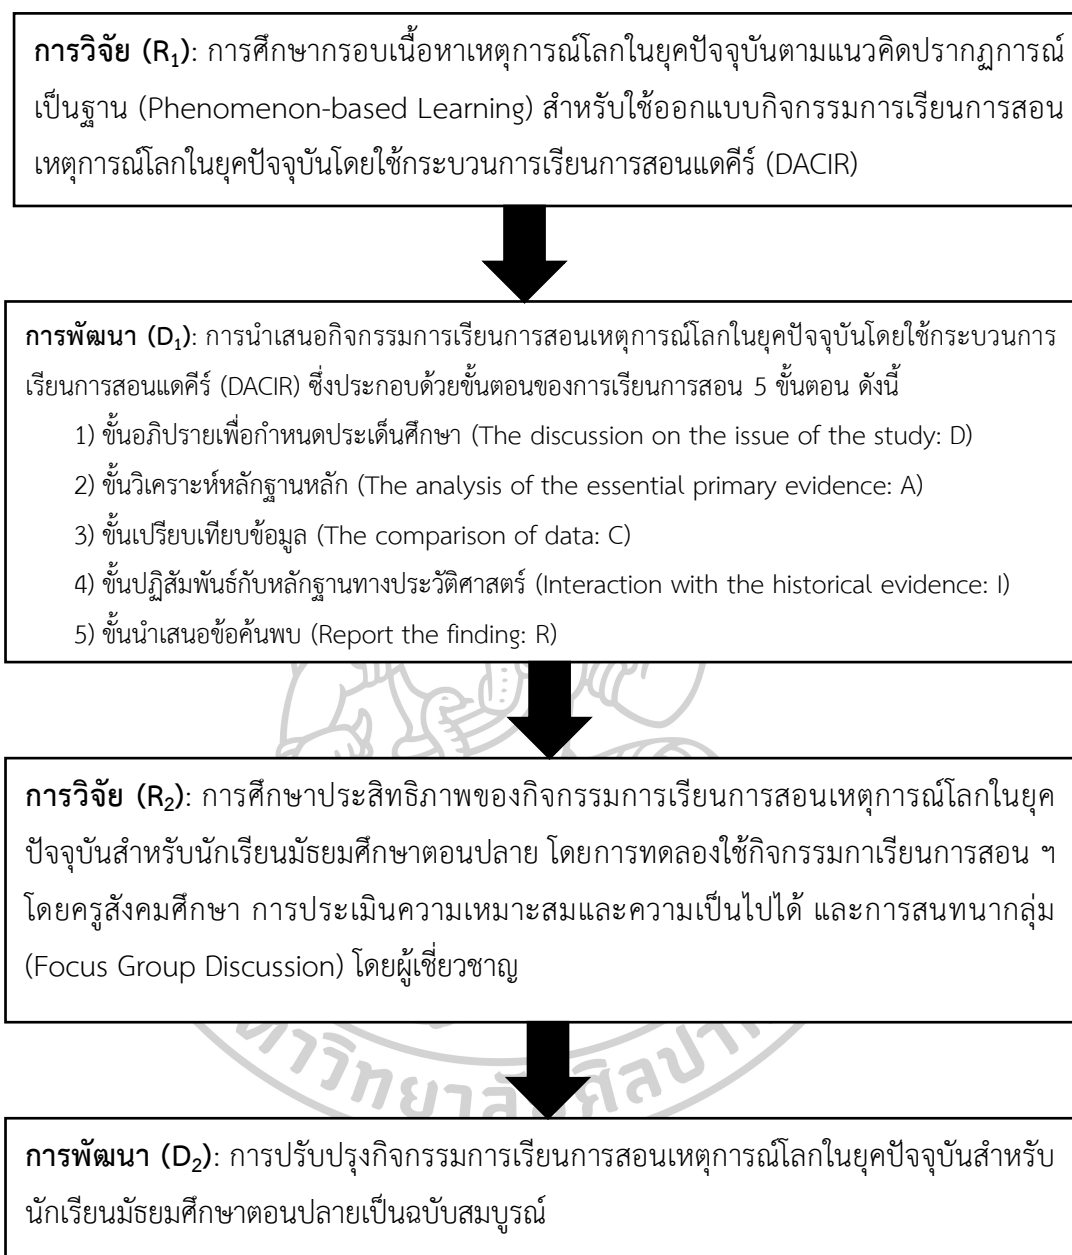 การวิจัย (R₁): การศึกษากรอบเนื้อหาเหตุการณ์โลกในยุคปัจจุบันตามแนวคิดปรากฏการณ์
เป็นฐาน (Phenomenon-based Learning) สำหรับใช้ออกแบบกิจกรรมการเรียนการสอน
เหตุการณ์โลกในยุคปัจจุบันโดยใช้กระบวนการเรียนการสอนแดคีร์ (DACIR)
การพัฒนา (D₁): การนำเสนอกิจกรรมการเรียนการสอนเหตุการณ์โลกในยุคปัจจุบันโดยใช้กระบวนการ
เรียนการสอนแดคีร์ (DACIR) ซึ่งประกอบด้วยขั้นตอนของการเรียนการสอน 5 ขั้นตอน ดังนี้
1) ขั้นอภิปรายเพื่อกำหนดประเด็นศึกษา (The discussion on the issue of the study: D)
2) ขั้นวิเคราะห์หลักฐานหลัก (The analysis of the essential primary evidence: A)
3) ขั้นเปรียบเทียบข้อมูล (The comparison of data: C)
4) ขั้นปฏิสัมพันธ์กับหลักฐานทางประวัติศาสตร์ (Interaction with the historical evidence: I)
5) ขั้นนำเสนอข้อค้นพบ (Report the finding: R)
การวิจัย (R₂): การศึกษาประสิทธิภาพของกิจกรรมการเรียนการสอนเหตุการณ์โลกในยุค
ปัจจุบันสำหรับนักเรียนมัธยมศึกษาตอนปลาย โดยการทดลองใช้กิจกรรมกาเรียนการสอน ฯ
โดยครูสังคมศึกษา การประเมินความเหมาะสมและความเป็นไปได้ และการสนทนากลุ่ม
(Focus Group Discussion) โดยผู้เชี่ยวชาญ
การพัฒนา (D₂): การปรับปรุงกิจกรรมการเรียนการสอนเหตุการณ์โลกในยุคปัจจุบันสำหรับ
นักเรียนมัธยมศึกษาตอนปลายเป็นฉบับสมบูรณ์